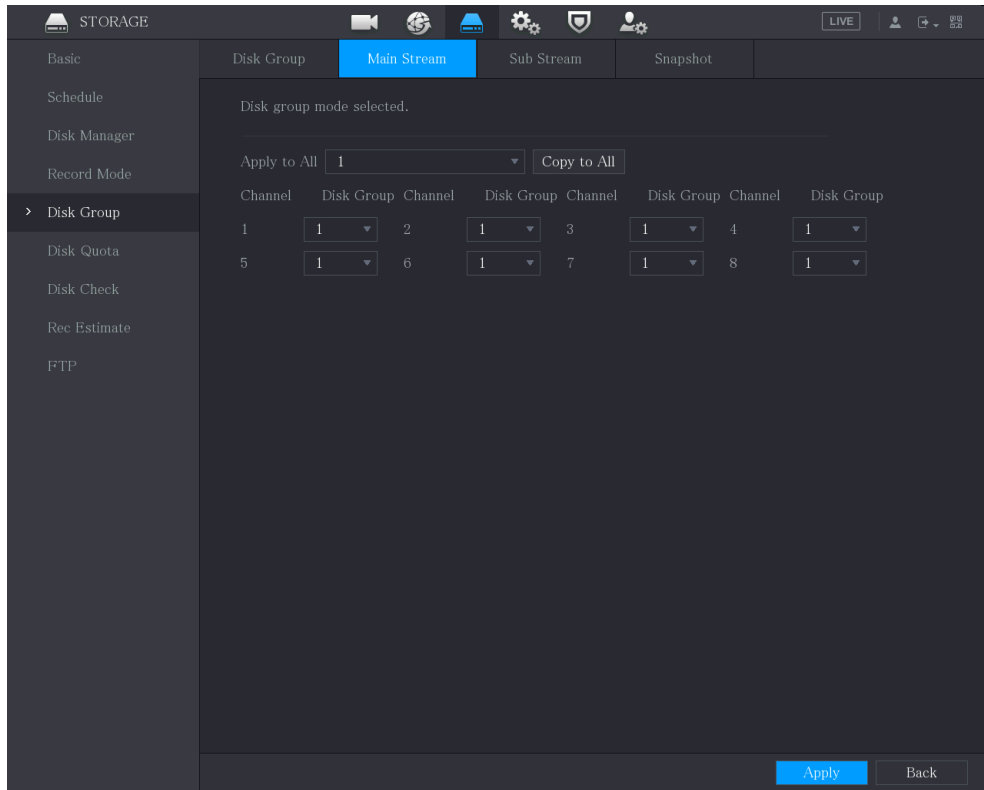 STORAGE LIVE
Basic
Schedule
Disk Manager
Record Mode
Disk Group
Disk Quota
Disk Check
Rec Estimate
FTP
Disk Group Main Stream Sub Stream Snapshot
Disk group mode selected.
Apply to All 1 Copy to All
Channel Disk Group Channel Disk Group Channel Disk Group Channel Disk Group
1 1 2 1 3 1 4 1
5 1 6 1 7 1 8 1
Apply Back